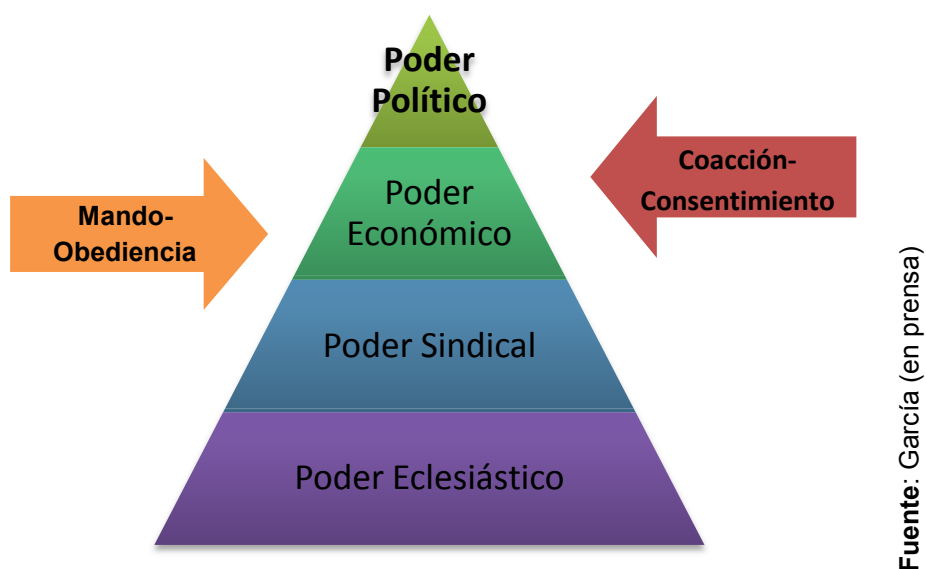 Poder
Político
Poder
Económico
Poder Sindical
Poder Eclesiástico
Mando-
Obediencia
Coacción-
Consentimiento
Fuente: García (en prensa)